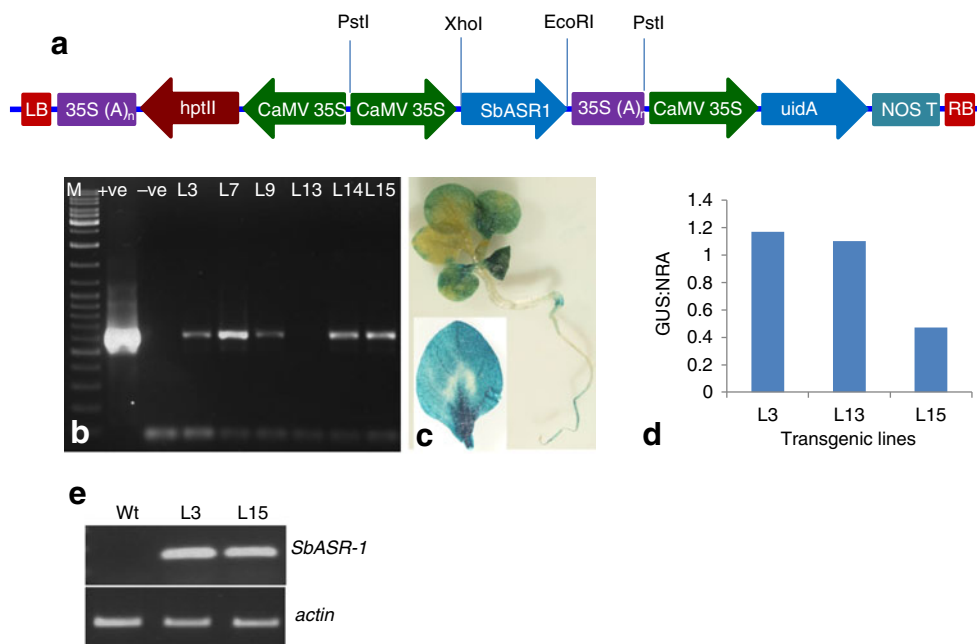 a
PstI XhoI EcoRI PstI
LB 35S (A)n hptII CaMV 35S CaMV 35S SbASR1 35S (A)n CaMV 35S uidA NOS T RB
M +ve –ve L3 L7 L9 L13 L14 L15
b
c
GUS:NRA
1.4
1.2
1
0.8
0.6
0.4
0.2
0
L3 L13 L15
Transgenic lines
d
e
Wt L3 L15
SbASR-1
actin